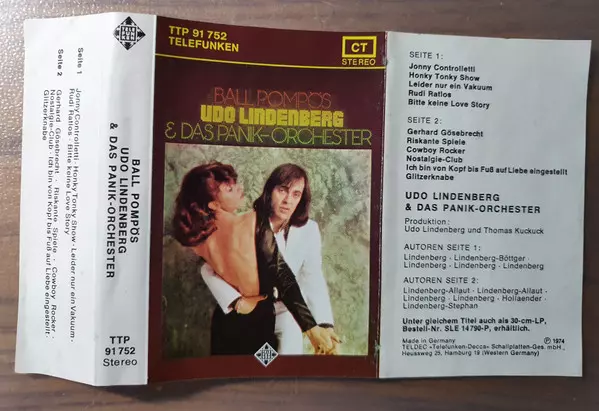 Seite 1
Jonny Controlletti · Honky Tonky Show · Leider nur ein Vakuum ·
Rudi Ratlos · Bitte keine Love Story
Seite 2
Gerhard Gösebrecht · Riskante Spiele · Cowboy Rocker ·
Nostalgie-Club · Ich bin von Kopf bis Fuß auf Liebe eingestellt ·
Glitzerknabe
BALL POMPÖS
UDO LINDENBERG
& DAS PANIK-ORCHESTER
TTP
91 752
Stereo
TELEFUNKEN
TTP 91 752
TELEFUNKEN
CT
STEREO
BALL POMPÖS
UDO LINDENBERG
& DAS PANIK-ORCHESTER
TELEFUNKEN
SEITE 1:
Jonny Controlletti
Honky Tonky Show
Leider nur ein Vakuum
Rudi Ratlos
Bitte keine Love Story
SEITE 2:
Gerhard Gösebrecht
Riskante Spiele
Cowboy Rocker
Nostalgie-Club
Ich bin von Kopf bis Fuß auf Liebe eingestellt
Glitzerknabe
UDO LINDENBERG
& DAS PANIK-ORCHESTER
Produktion:
Udo Lindenberg und Thomas Kuckuck
AUTOREN SEITE 1:
Lindenberg · Lindenberg-Böttger
Lindenberg · Lindenberg · Lindenberg
AUTOREN SEITE 2:
Lindenberg-Allaut · Lindenberg-Allaut
Lindenberg · Lindenberg · Hollaender
Lindenberg-Stephan
Unter gleichem Titel auch als 30-cm-LP,
Bestell-Nr. SLE 14790-P, erhältlich.
Made in Germany ℗ 1974
TELDEC »Telefunken-Decca« Schallplatten-Ges. mbH.,
Heussweg 25, Hamburg 19 (Western Germany)